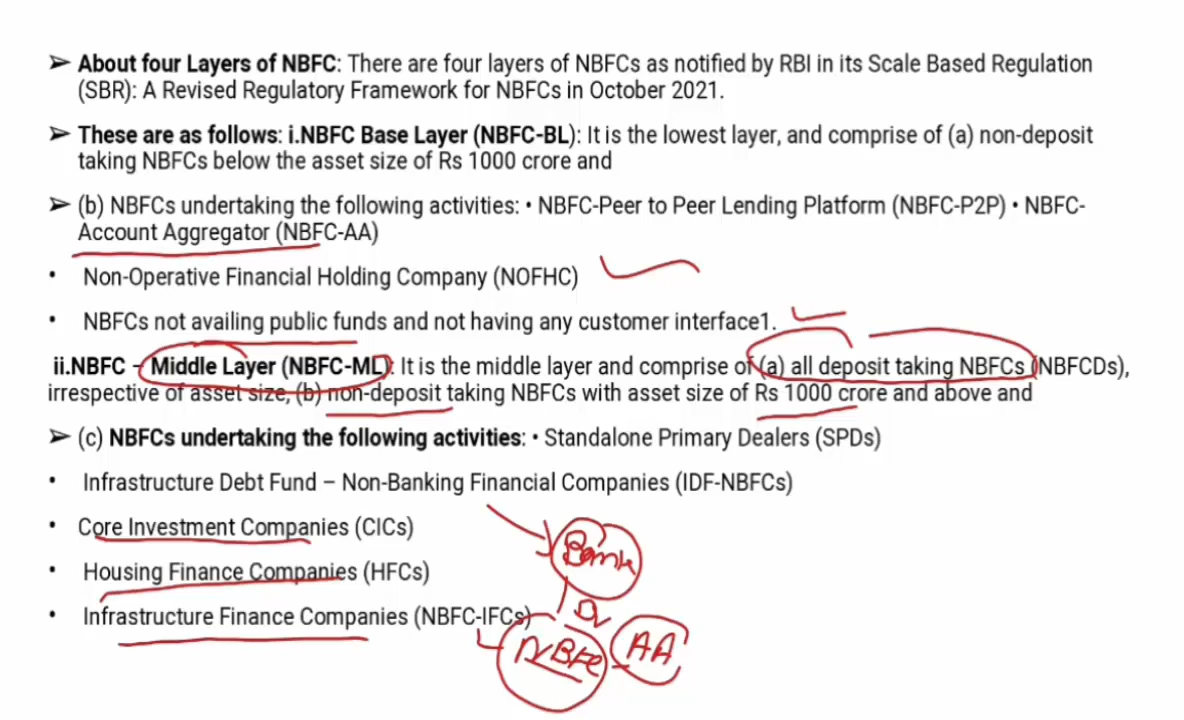 ➢ About four Layers of NBFC: There are four layers of NBFCs as notified by RBI in its Scale Based Regulation
(SBR): A Revised Regulatory Framework for NBFCs in October 2021.
➢ These are as follows: i.NBFC Base Layer (NBFC-BL): It is the lowest layer, and comprise of (a) non-deposit
taking NBFCs below the asset size of Rs 1000 crore and
➢ (b) NBFCs undertaking the following activities: • NBFC-Peer to Peer Lending Platform (NBFC-P2P) • NBFC-
Account Aggregator (NBFC-AA)
• Non-Operative Financial Holding Company (NOFHC)
• NBFCs not availing public funds and not having any customer interface1.
ii.NBFC – Middle Layer (NBFC-ML): It is the middle layer and comprise of (a) all deposit taking NBFCs (NBFCDs),
irrespective of asset size, (b) non-deposit taking NBFCs with asset size of Rs 1000 crore and above and
➢ (c) NBFCs undertaking the following activities: • Standalone Primary Dealers (SPDs)
• Infrastructure Debt Fund – Non-Banking Financial Companies (IDF-NBFCs)
• Core Investment Companies (CICs)
• Housing Finance Companies (HFCs)
• Infrastructure Finance Companies (NBFC-IFCs)
Bank
NBFC
AA